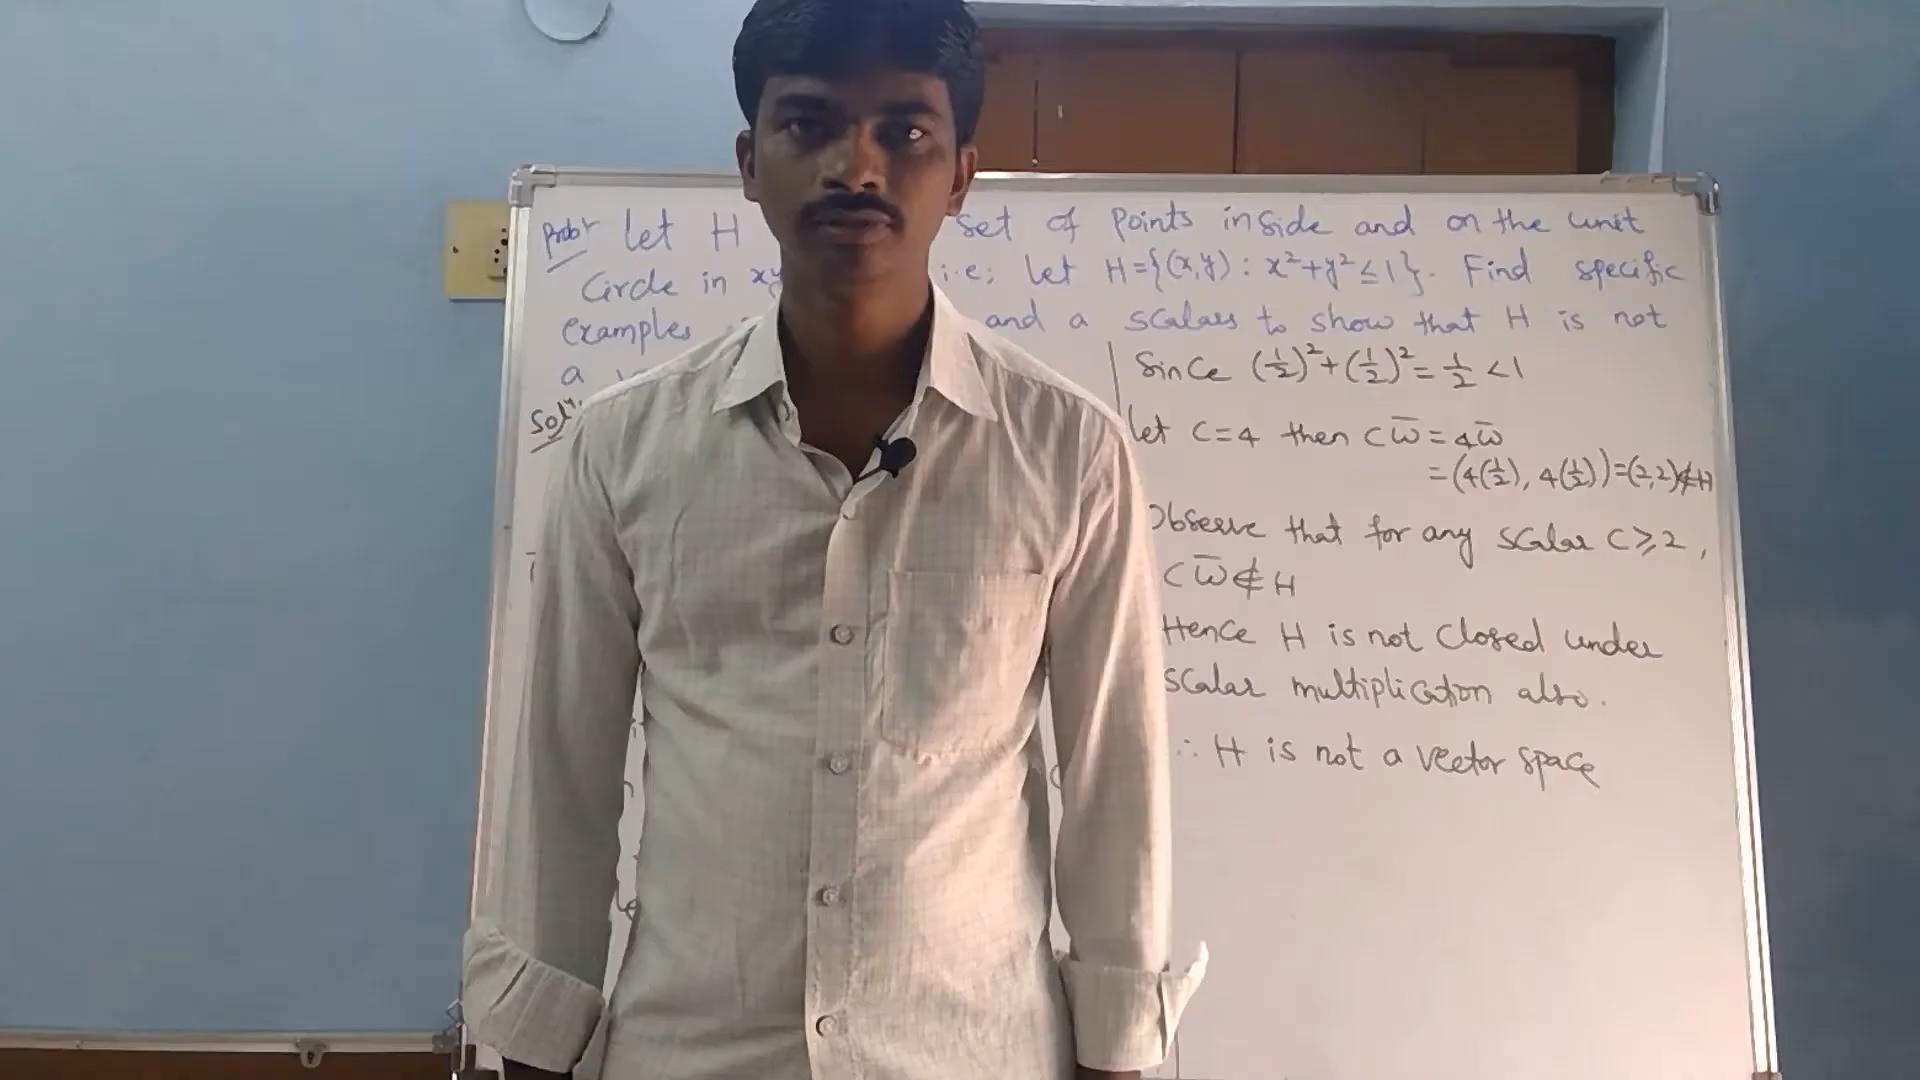 Prob) Let H set of points inside and on the unit
Circle in xy i.e; let H={(x,y) : x²+y²≤1}. Find specific
examples and a scalars to show that H is not
a
Solⁿ.
Since (1/2)²+(1/2)²=1/2<1
Let C=4 then Cw̅=4w̅
=(4(1/2), 4(1/2))=(2,2)∉H
Observe that for any scalar C⩾2,
Cw̅∉H
Hence H is not closed under
scalar multiplication also.
∴ H is not a vector space